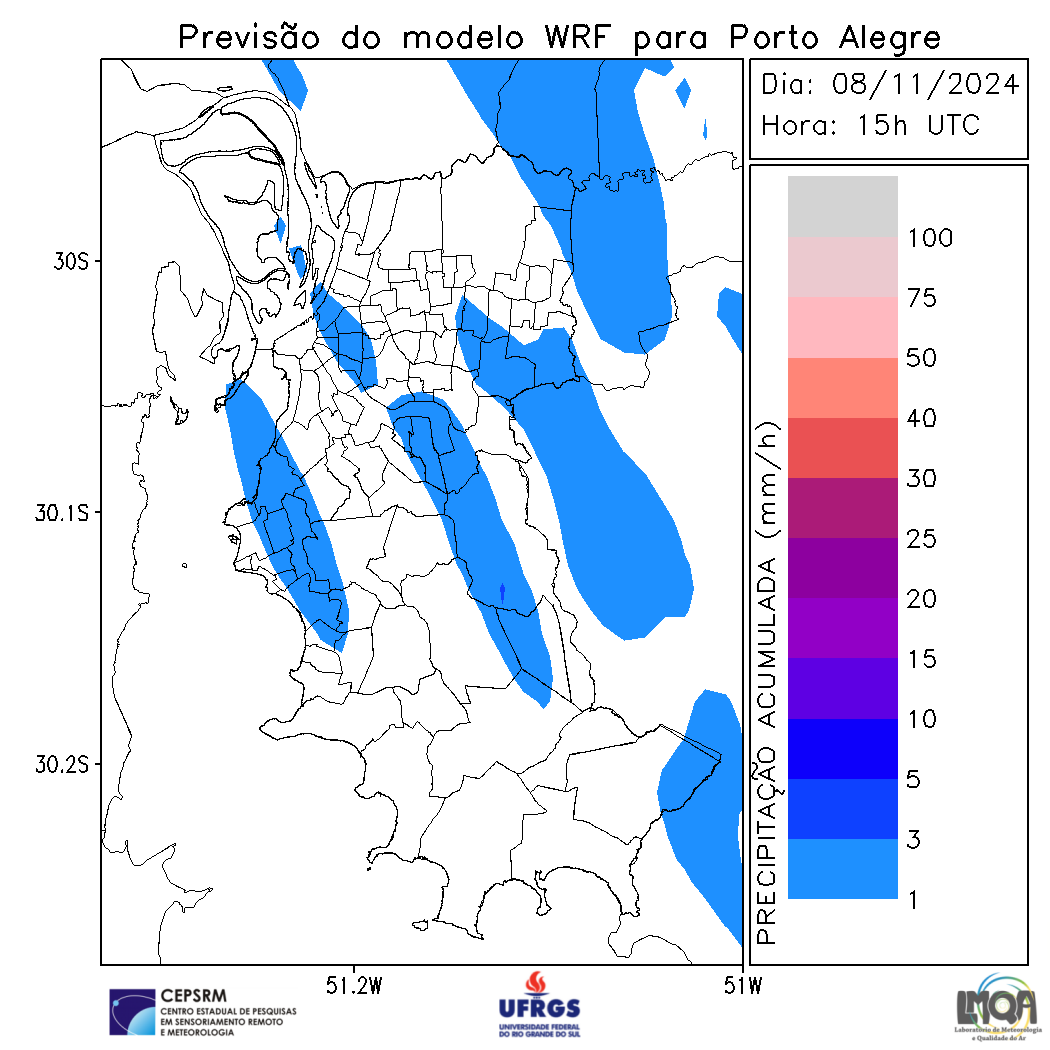 Previsão do modelo WRF para Porto Alegre
Dia: 08/11/2024
Hora: 15h UTC
30S
30.1S
30.2S
51.2W
51W
PRECIPITAÇÃO ACUMULADA (mm/h)
100
75
50
40
30
25
20
15
10
5
3
1
CEPSRM
CENTRO ESTADUAL DE PESQUISAS
EM SENSORIAMENTO REMOTO
E METEOROLOGIA
UFRGS
UNIVERSIDADE FEDERAL
DO RIO GRANDE DO SUL
LMQA
Laboratório de Meteorologia
e Qualidade do Ar